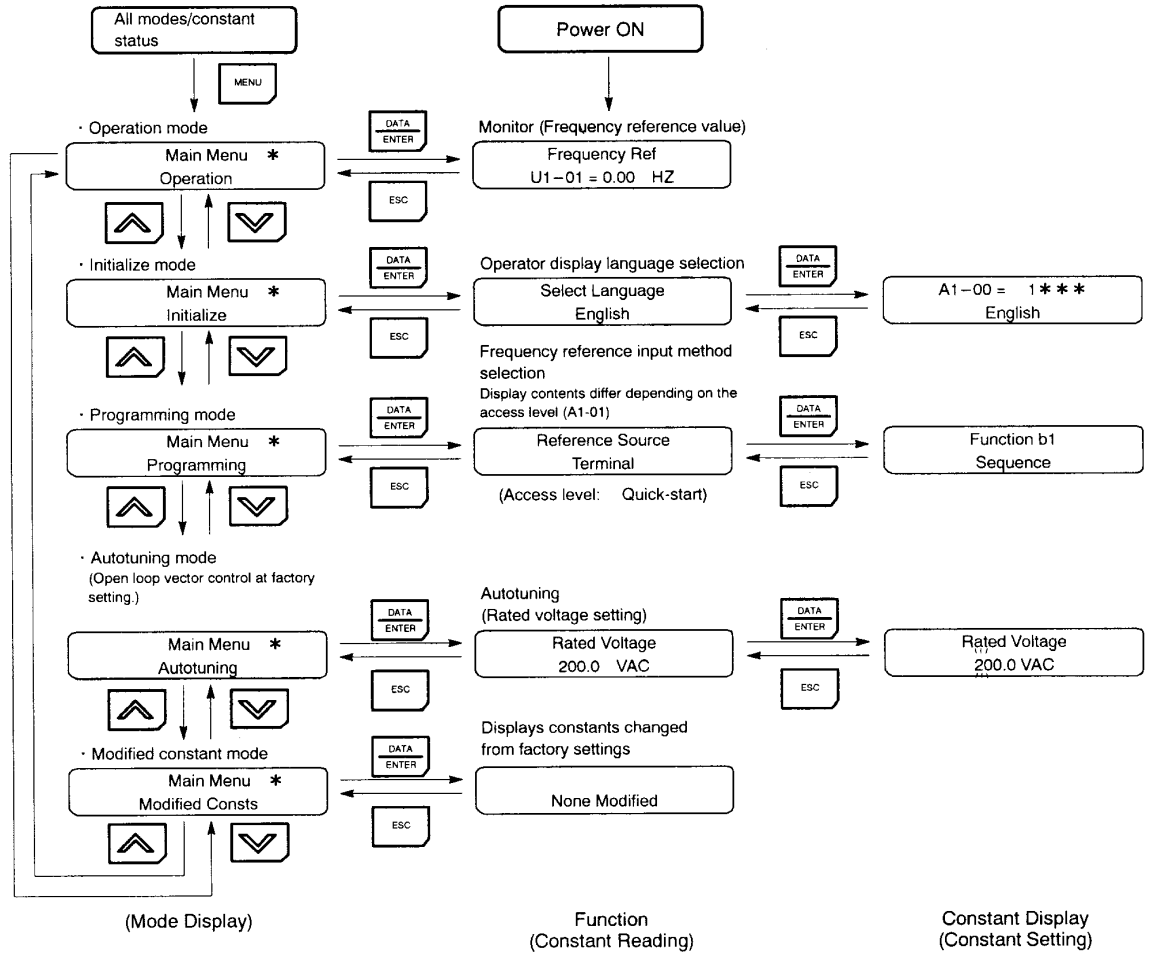 All modes/constant
status
Power ON
MENU
· Operation mode
DATA
ENTER
Monitor (Frequency reference value)
Main Menu *
Operation
Frequency Ref
U1-01 = 0.00 HZ
ESC
· Initialize mode
DATA
ENTER
Operator display language selection
DATA
ENTER
Main Menu *
Initialize
Select Language
English
A1-00 = 1***
English
ESC
ESC
Frequency reference input method
selection
Display contents differ depending on the
access level (A1-01)
· Programming mode
DATA
ENTER
DATA
ENTER
Main Menu *
Programming
Reference Source
Terminal
Function b1
Sequence
ESC
(Access level: Quick-start)
ESC
· Autotuning mode
(Open loop vector control at factory
setting.)
DATA
ENTER
Autotuning
(Rated voltage setting)
DATA
ENTER
Main Menu *
Autotuning
Rated Voltage
200.0 VAC
Rated Voltage
200.0 VAC
ESC
ESC
· Modified constant mode
DATA
ENTER
Displays constants changed
from factory settings
Main Menu *
Modified Consts
None Modified
ESC
(Mode Display)
Function
(Constant Reading)
Constant Display
(Constant Setting)